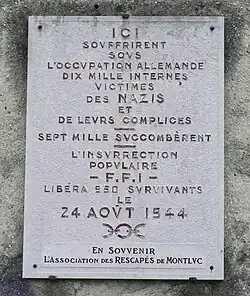 ICI
SOVFFRIRENT
SOVS
L'OCCVPATION ALLEMANDE
DIX MILLE INTERNES
VICTIMES
DES NAZIS
ET
DE LEVRS COMPLICES
SEPT MILLE SVCCOMBÈRENT
L'INSVRRECTION
POPVLAIRE
– F.F.I –
LIBÉRA 950 SVRVIVANTS
LE
24 AOVT 1944
EN SOVVENIR
L'ASSOCIATION DES RESCAPÉS DE MONTLVC